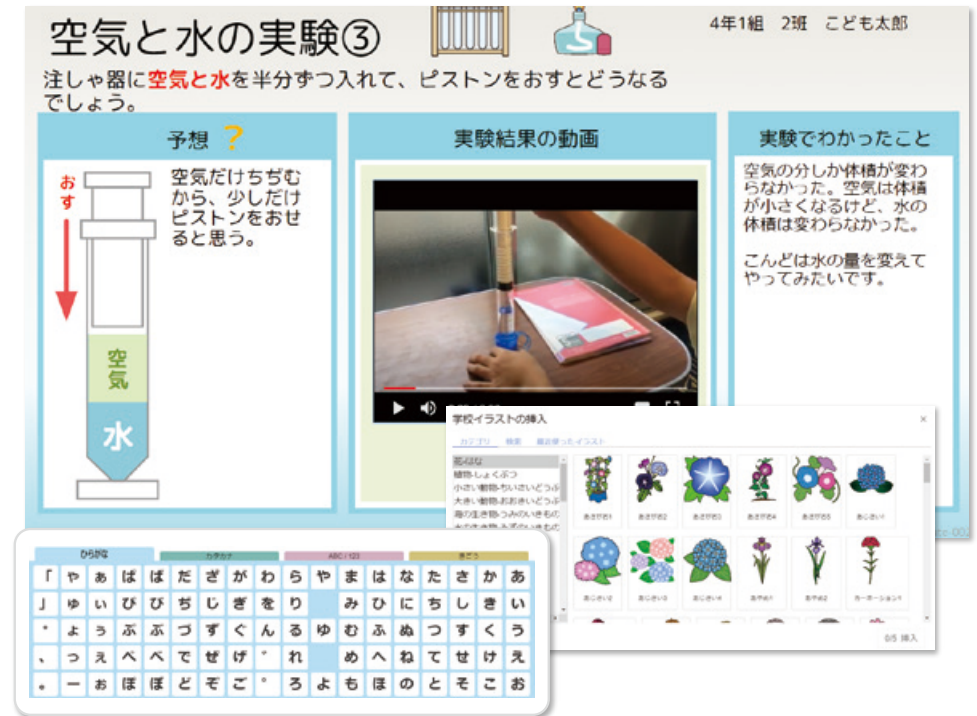 空気と水の実験③
4年1組 2班 こども太郎
注しゃ器に空気と水を半分ずつ入れて、ピストンをおすとどうなる
でしょう。
予想 ?
おす
空気だけちぢむ
から、少しだけ
ピストンをおせ
ると思う。
空気
水
実験結果の動画
実験でわかったこと
空気の分しか体積が変わ
らなかった。空気は体積
が小さくなるけど、水の
体積は変わらなかった。
こんどは水の量を変えて
やってみたいです。
学校イラストの挿入
×
カテゴリ 検索 最近使ったイラスト
花-はな
植物-しょくぶつ
小さい動物-ちいさいどうぶ
大きい動物-おおきいどうぶ
海の生き物-うみのいきもの
あさがお1 あさがお2 あさがお3 あさがお4 あさがお5 あじさい1
あじさい2 あじさい3 あじさい4 あやめ1 あやめ2 カーネーション1
0/5 挿入
ひらがな カタカナ ABC/123 きごう
「 や ぁ ぱ ば だ ざ が わ ら や ま は な た さ か あ
」 ゅ ぃ ぴ び ぢ じ ぎ を り み ひ に ち し き い
ょ ぅ ぷ ぶ づ ず ぐ ん る ゆ む ふ ぬ つ す く う
、 っ ぇ ぺ べ で ぜ げ ゛ れ め へ ね て せ け え
。 ー ぉ ぽ ぼ ど ぞ ご ゜ ろ よ も ほ の と そ こ お